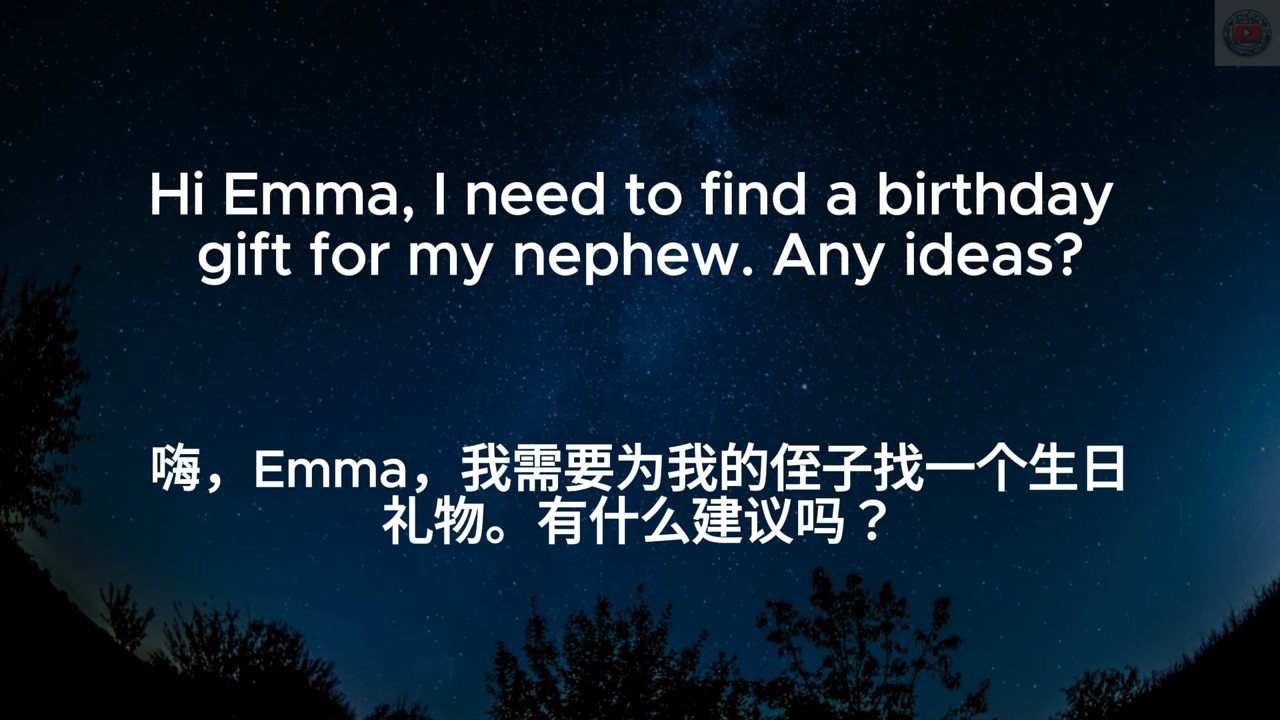 Hi Emma, I need to find a birthday
gift for my nephew. Any ideas?
嗨，Emma，我需要为我的侄子找一个生日
礼物。有什么建议吗？